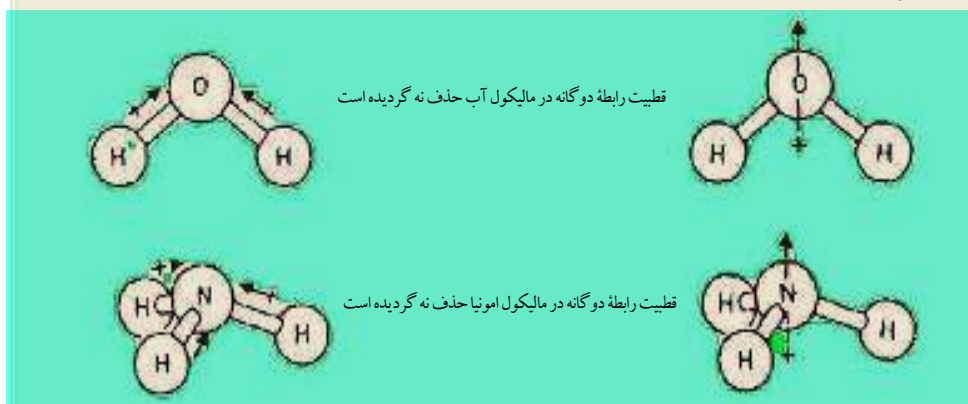 O
H
H
قطبیت رابطهٔ دوگانه در مالیکول آب حذف نه گردیده است
O
H
H
N
H
H
H
قطبیت رابطهٔ دوگانه در مالیکول امونیا حذف نه گردیده است
N
H
H
H